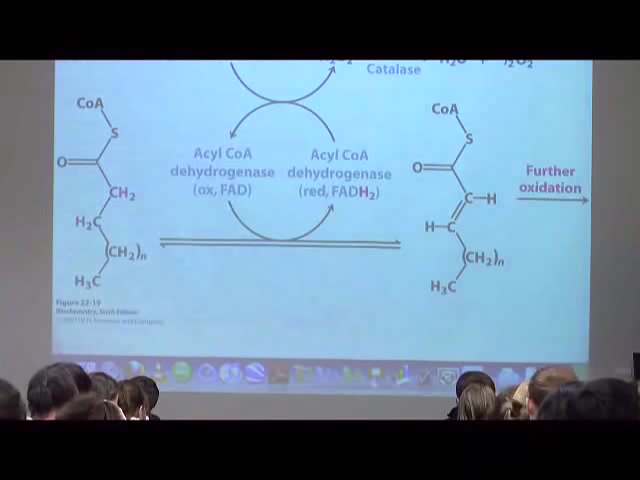 Catalase
CoA
S
O
CH2
H2C
(CH2)n
H3C
Acyl CoA
dehydrogenase
(ox, FAD)
Acyl CoA
dehydrogenase
(red, FADH2)
CoA
S
O
C—H
H—C
(CH2)n
H3C
Further
oxidation
Figure 22-19
Biochemistry, Sixth Edition